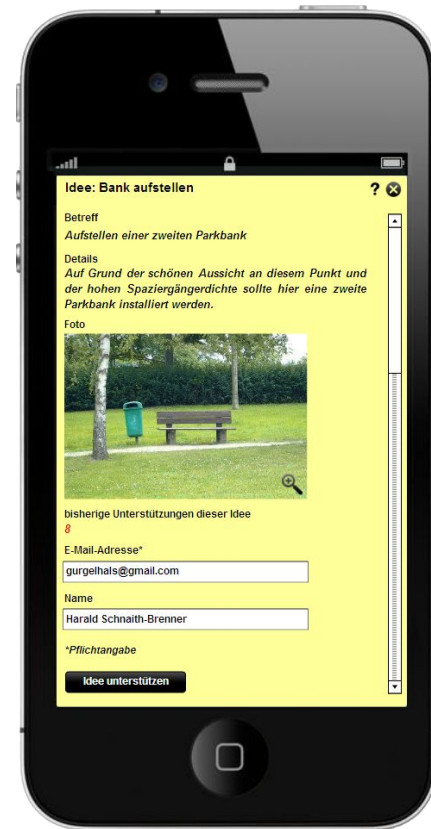 Idee: Bank aufstellen ?
Betreff
Aufstellen einer zweiten Parkbank
Details
Auf Grund der schönen Aussicht an diesem Punkt und
der hohen Spaziergängerdichte sollte hier eine zweite
Parkbank installiert werden.
Foto
bisherige Unterstützungen dieser Idee
8
E-Mail-Adresse*
gurgelhals@gmail.com
Name
Harald Schnaith-Brenner
*Pflichtangabe
Idee unterstützen